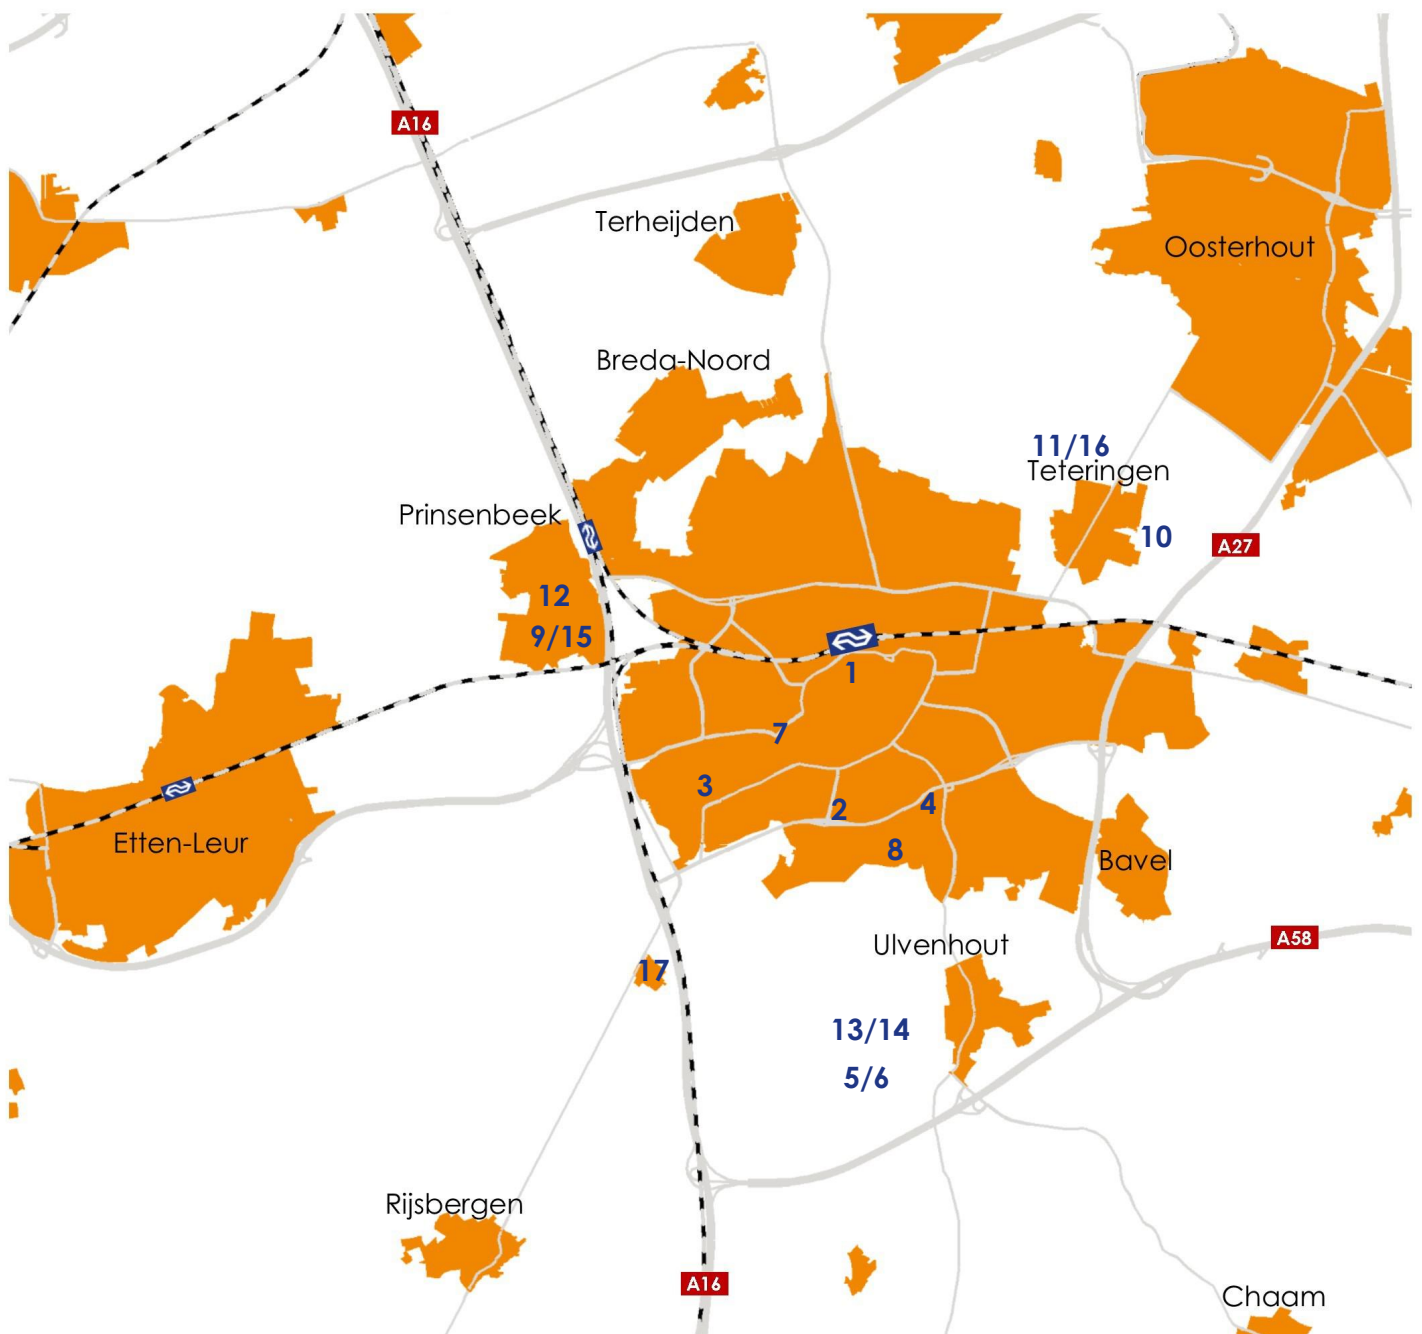 A16
Terheijden
Oosterhout
Breda-Noord
11/16
Teteringen
Prinsenbeek
10
A27
12
9/15
1
7
3
2
4
Etten-Leur
8
Bavel
Ulvenhout
A58
17
13/14
5/6
Rijsbergen
A16
Chaam